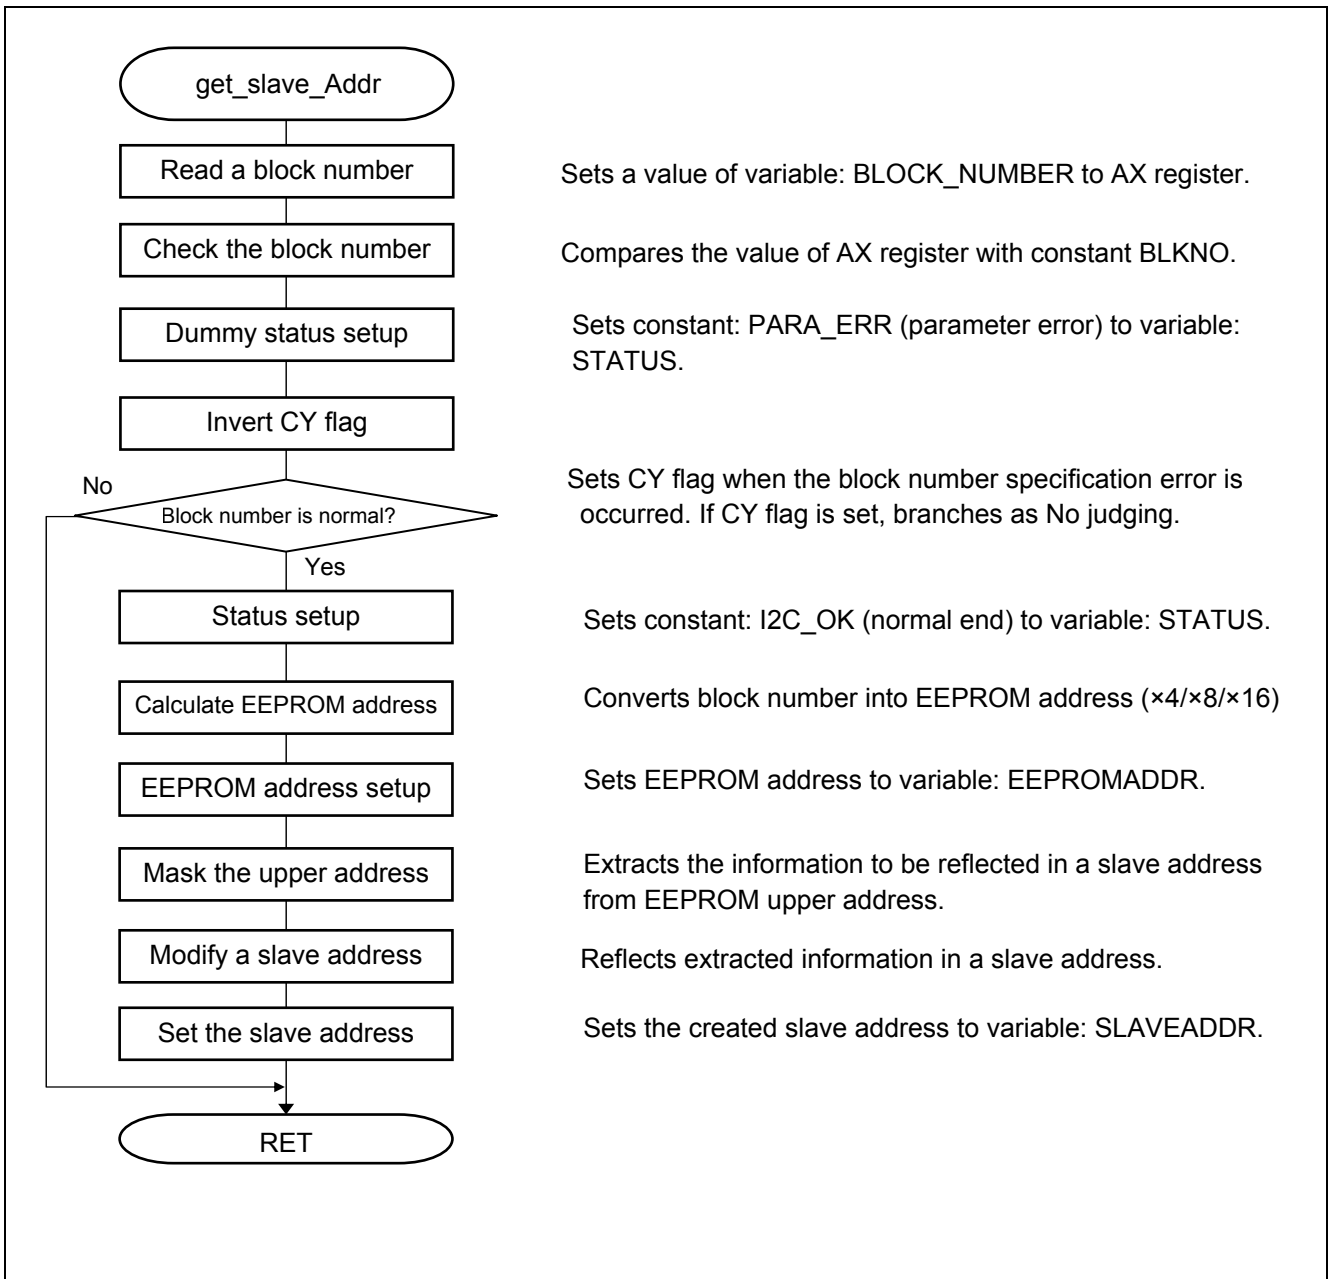 get_slave_Addr
Read a block number
Sets a value of variable: BLOCK_NUMBER to AX register.
Check the block number
Compares the value of AX register with constant BLKNO.
Dummy status setup
Sets constant: PARA_ERR (parameter error) to variable:
STATUS.
Invert CY flag
No
Block number is normal?
Sets CY flag when the block number specification error is
occurred. If CY flag is set, branches as No judging.
Yes
Status setup
Sets constant: I2C_OK (normal end) to variable: STATUS.
Calculate EEPROM address
Converts block number into EEPROM address (×4/×8/×16)
EEPROM address setup
Sets EEPROM address to variable: EEPROMADDR.
Mask the upper address
Extracts the information to be reflected in a slave address
from EEPROM upper address.
Modify a slave address
Reflects extracted information in a slave address.
Set the slave address
Sets the created slave address to variable: SLAVEADDR.
RET